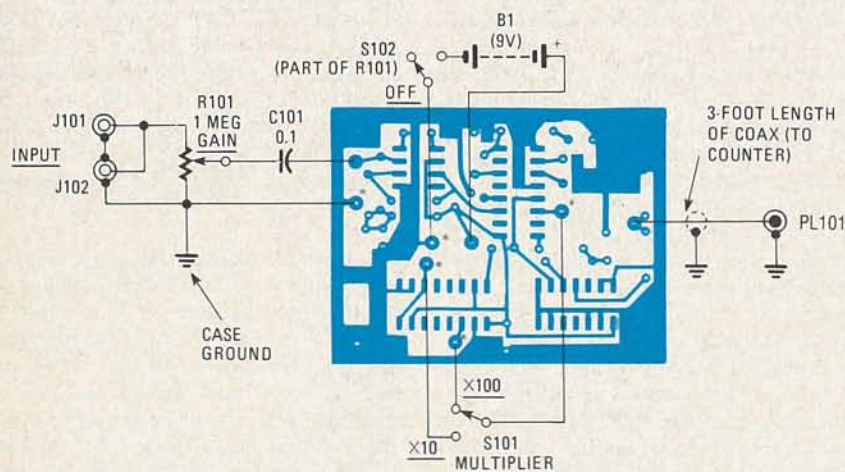 B1
(9V)
+
S102
(PART OF R101)
OFF
J101
R101
1 MEG
GAIN
C101
0.1
INPUT
J102
3-FOOT LENGTH
OF COAX (TO
COUNTER)
PL101
CASE
GROUND
X100
X10
S101
MULTIPLIER